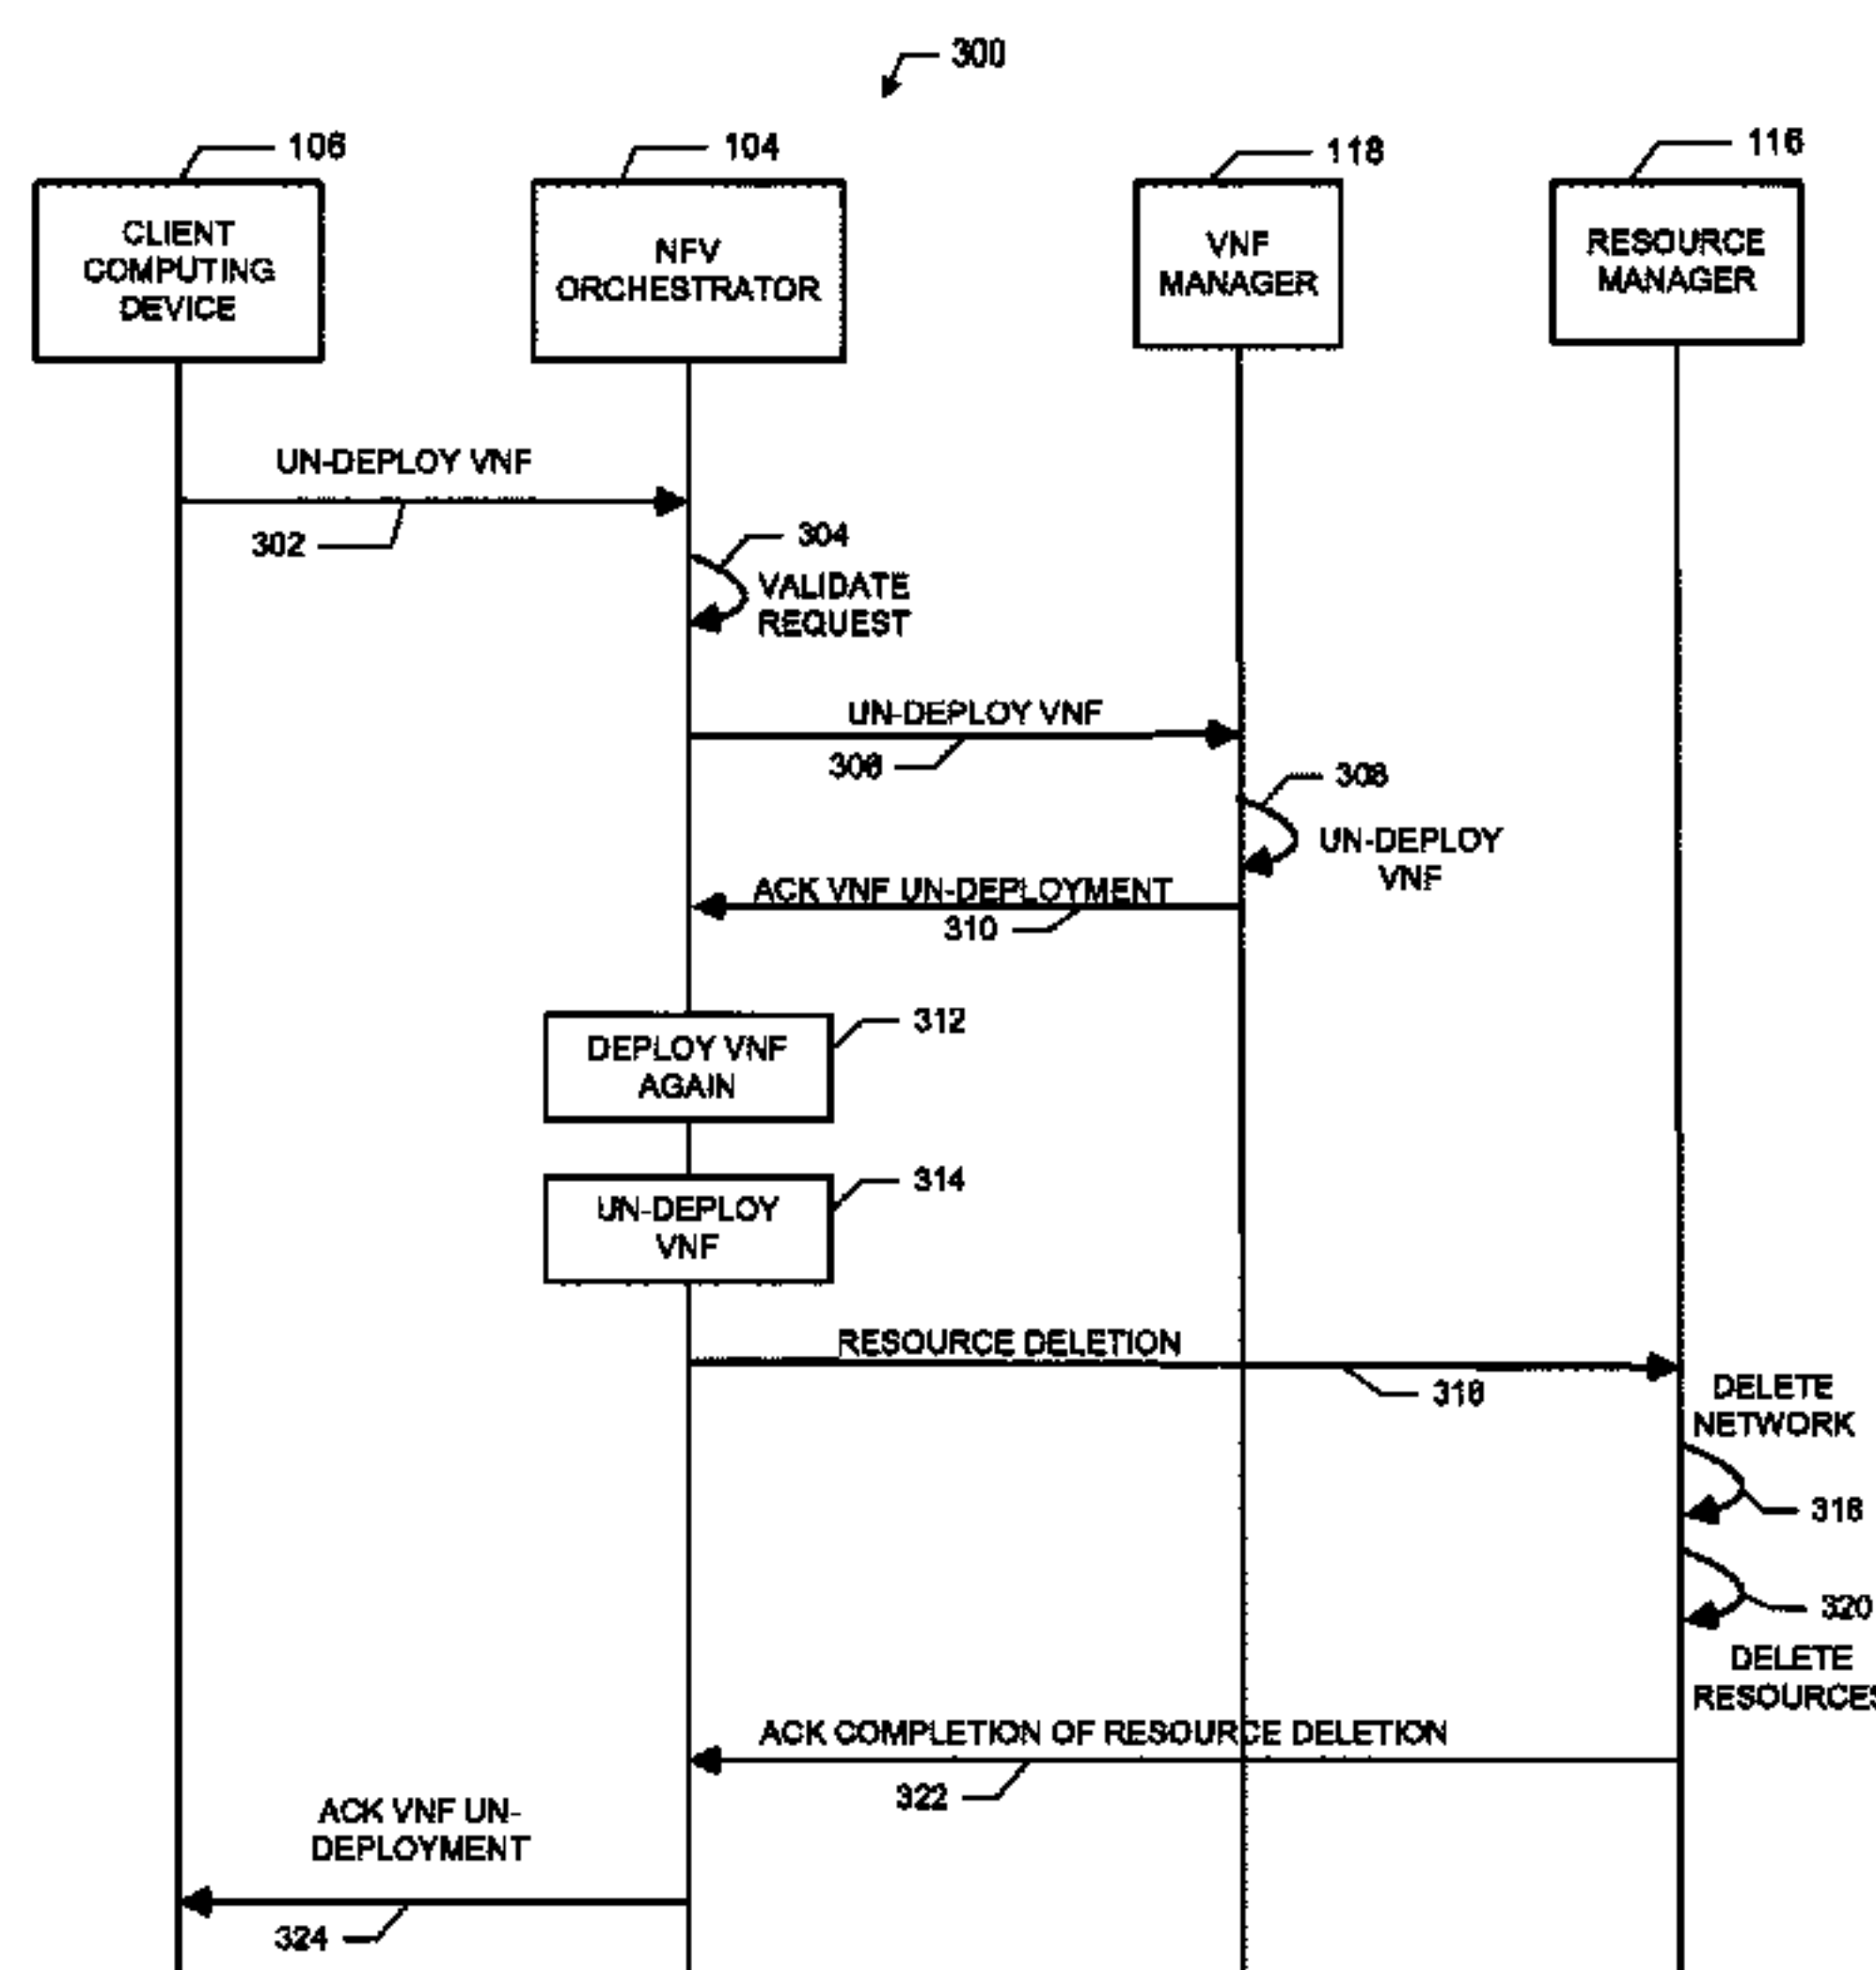 300
106
104
118
116
CLIENT
COMPUTING
DEVICE
NFV
ORCHESTRATOR
VNF
MANAGER
RESOURCE
MANAGER
UN-DEPLOY VNF
302
304
VALIDATE
REQUEST
UN-DEPLOY VNF
306
308
UN-DEPLOY
VNF
ACK VNF UN-DEPLOYMENT
310
DEPLOY VNF
AGAIN
312
UN-DEPLOY
VNF
314
RESOURCE DELETION
316
DELETE
NETWORK
318
320
DELETE
RESOURCES
ACK COMPLETION OF RESOURCE DELETION
322
ACK VNF UN-
DEPLOYMENT
324